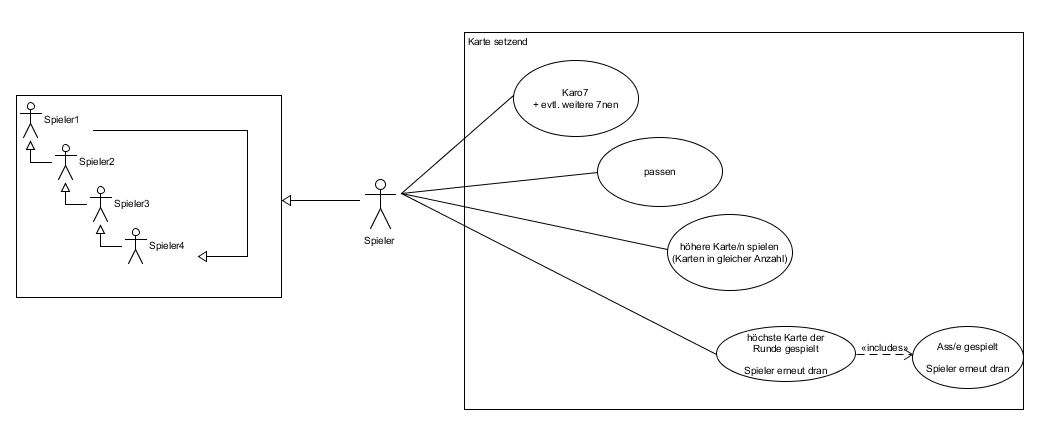 Karte setzend
Karo7
+ evtl. weitere 7nen
Spieler1
Spieler2
passen
Spieler3
Spieler
Spieler4
höhere Karte/n spielen
(Karten in gleicher Anzahl)
höchste Karte der
Runde gespielt
Spieler erneut dran
«includes»
Ass/e gespielt
Spieler erneut dran